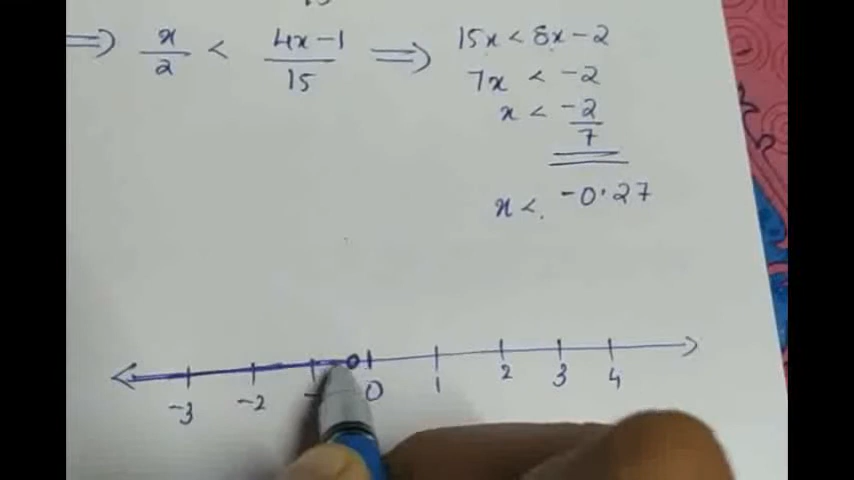 ⟹ x/2 < (4x-1)/15 ⟹ 15x < 8x - 2
7x < -2
x < -2/7
x < -0.27
-3 -2 - 0 1 2 3 4